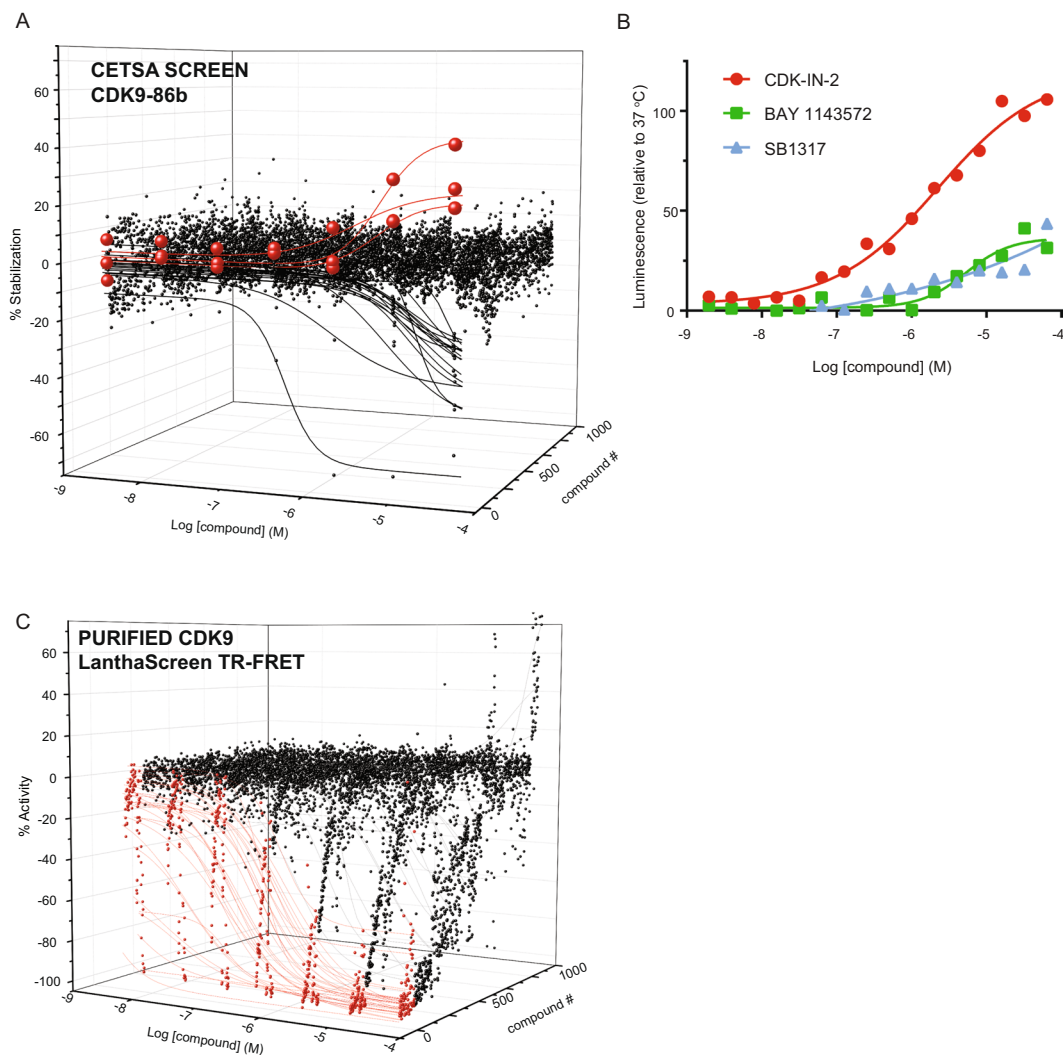 A
CETSA SCREEN
CDK9-86b
% Stabilization
60
40
20
0
-20
-40
-60
-9
-8
-7
-6
-5
-4
Log [compound] (M)
0
500
1000
compound #
B
CDK-IN-2
BAY 1143572
SB1317
Luminescence (relative to 37 °C)
100
50
0
-9
-8
-7
-6
-5
-4
Log [compound] (M)
C
PURIFIED CDK9
LanthaScreen TR-FRET
% Activity
60
40
20
0
-20
-40
-60
-80
-100
-9
-8
-7
-6
-5
-4
Log [compound] (M)
0
500
1000
compound #